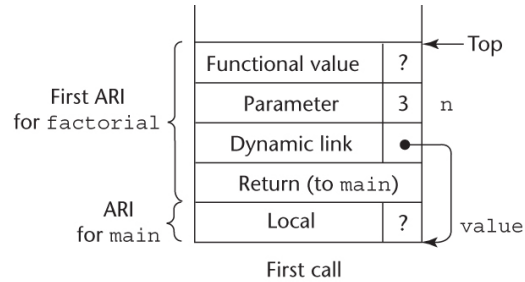 Top
Functional value ?
First ARI
for factorial
Parameter 3 n
Dynamic link
Return (to main)
ARI
for main
Local ? value
First call